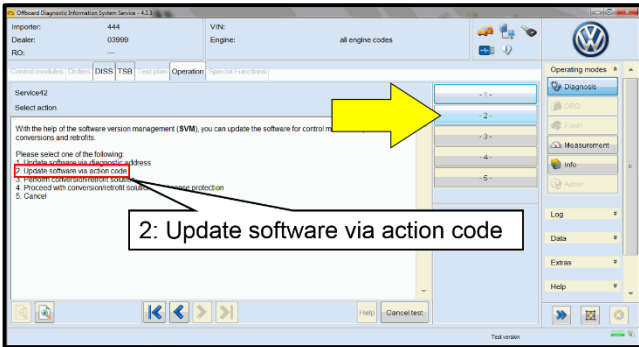 Offboard Diagnostic Information System Service - 4.2.3
Importer: 444 VIN:
Dealer: 03999 Engine: all engine codes
RO: ---
Control modules Orders DISS TSB Test plan Operation Special Functions
Service42
Select action
With the help of the software version management (SVM), you can update the software for control
conversions and retrofits.
Please select one of the following:
1. Update software via diagnostic address
2. Update software via action code
3. Perform conversion/retrofit
4. Proceed with conversion/retrofit protection
5. Cancel
2: Update software via action code
- 1 -
- 2 -
- 3 -
- 4 -
- 5 -
Operating modes
Diagnosis
OBD
Flash
Measurement
Info
Admin
Log
Data
Extras
Help
Help
Cancel test
Test version